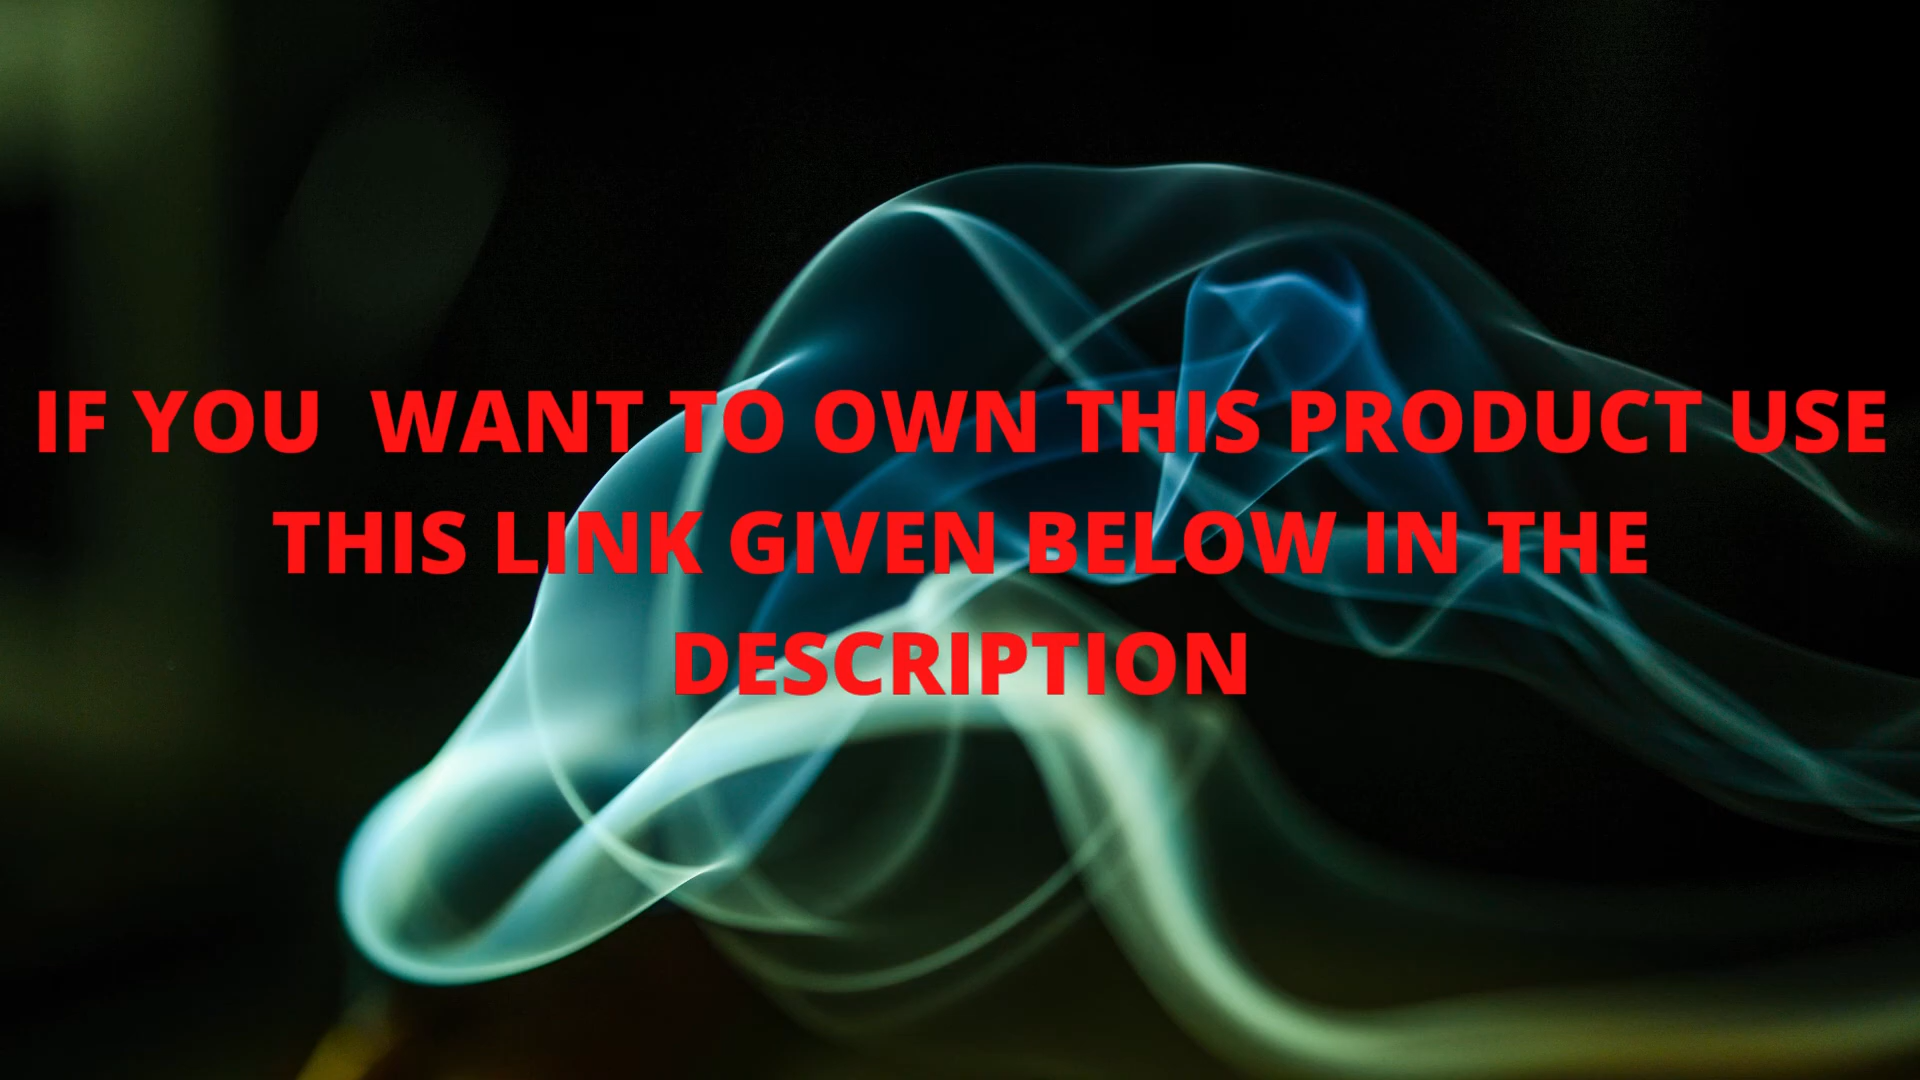 IF YOU  WANT TO OWN THIS PRODUCT USE
THIS LINK GIVEN BELOW IN THE
DESCRIPTION